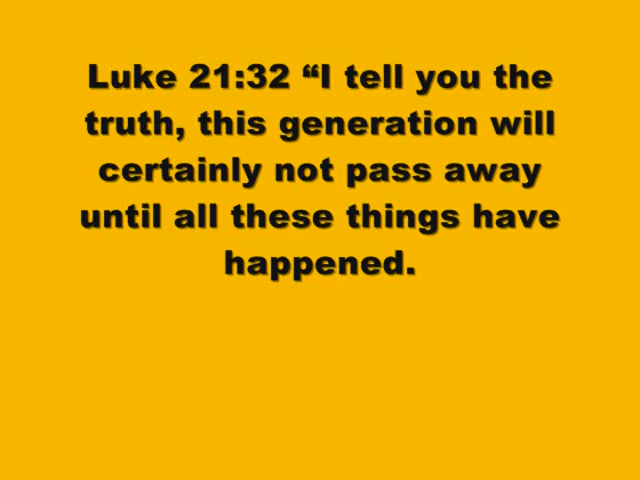 Luke 21:32 “I tell you the
truth, this generation will
certainly not pass away
until all these things have
happened.